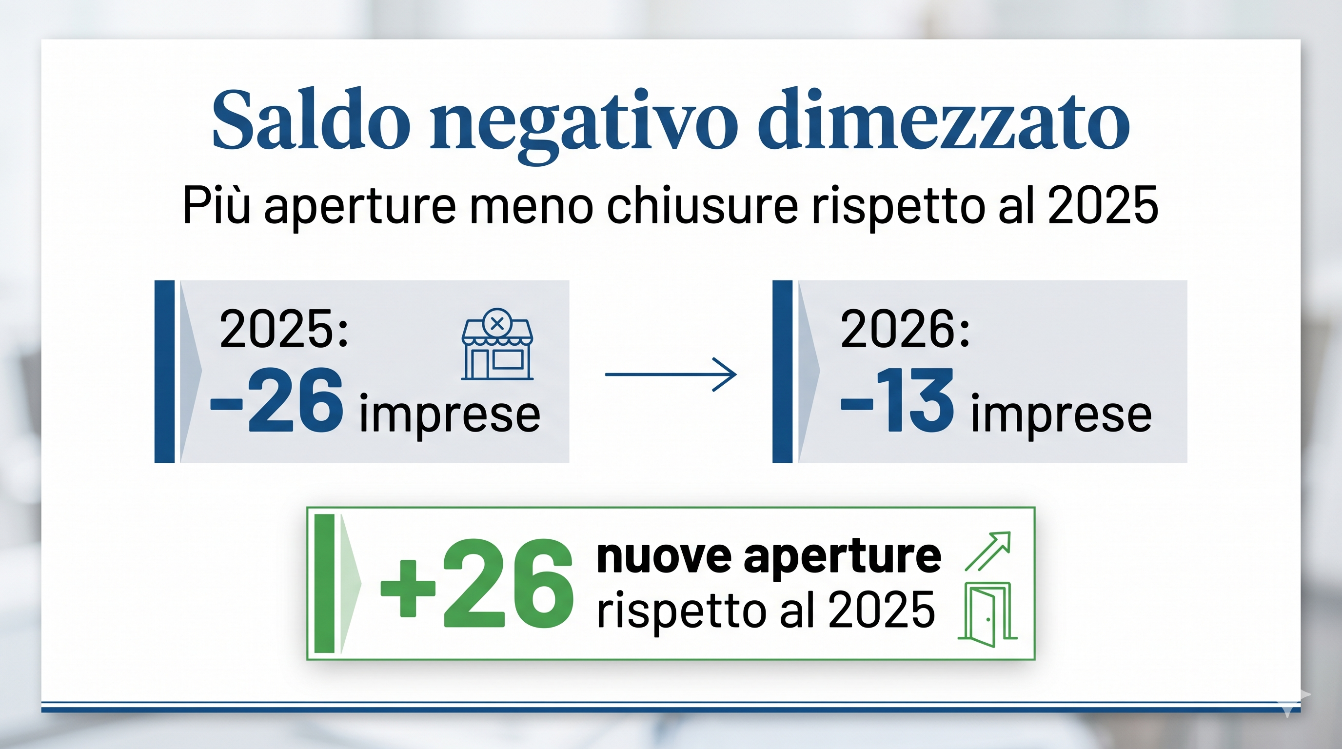 Saldo negativo dimezzato
Più aperture meno chiusure rispetto al 2025
2025:
-26 imprese
2026:
-13 imprese
+26 nuove aperture
rispetto al 2025